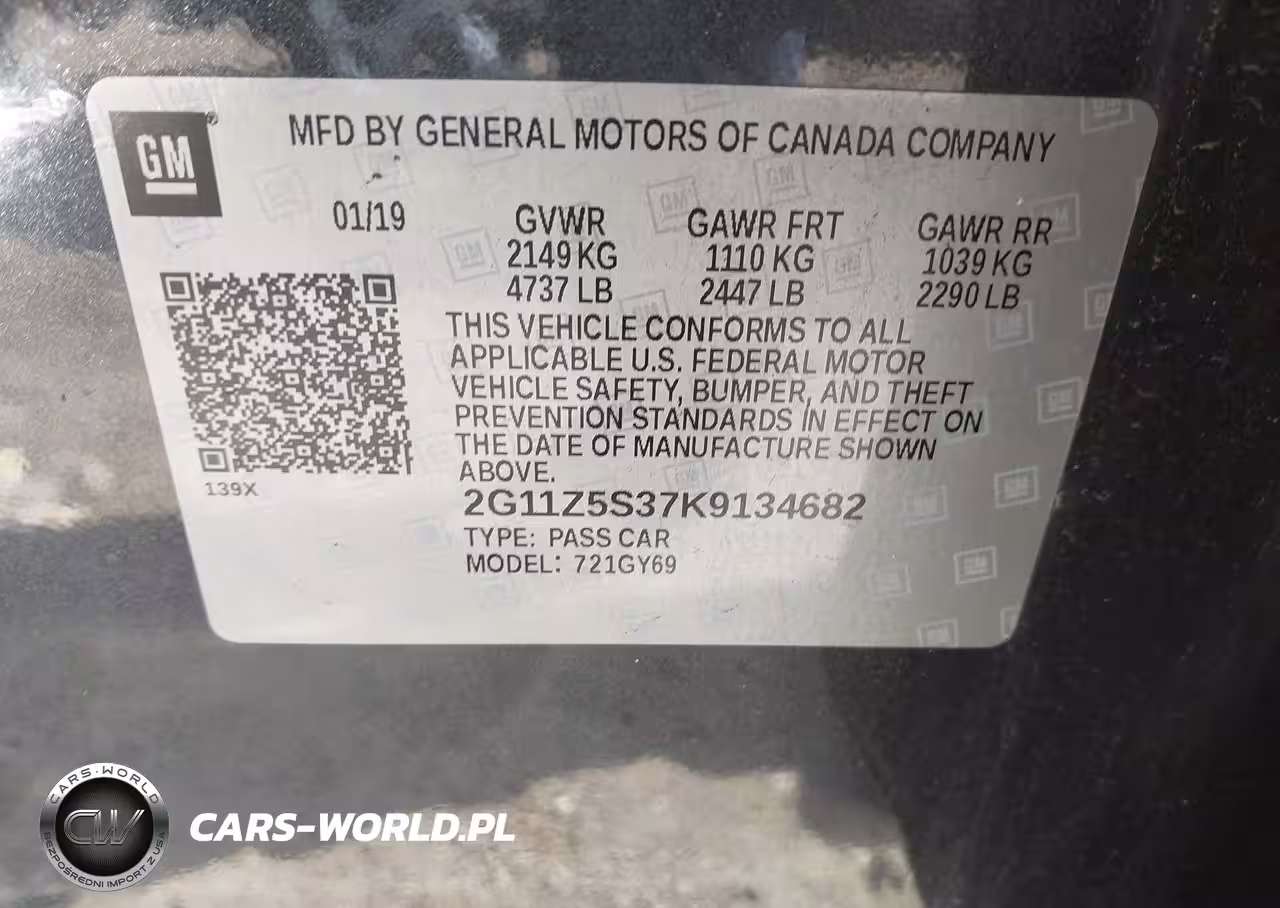 GM
MFD BY GENERAL MOTORS OF CANADA COMPANY
01/19
GVWR GAWR FRT GAWR RR
2149 KG 1110 KG 1039 KG
4737 LB 2447 LB 2290 LB
THIS VEHICLE CONFORMS TO ALL
APPLICABLE U.S. FEDERAL MOTOR
VEHICLE SAFETY, BUMPER, AND THEFT
PREVENTION STANDARDS IN EFFECT ON
THE DATE OF MANUFACTURE SHOWN
ABOVE.
139X
2G11Z5S37K9134682
TYPE: PASS CAR
MODEL: 721GY69
CARS-WORLD
CW
BEZPOŚREDNI IMPORT Z USA
CARS-WORLD.PL